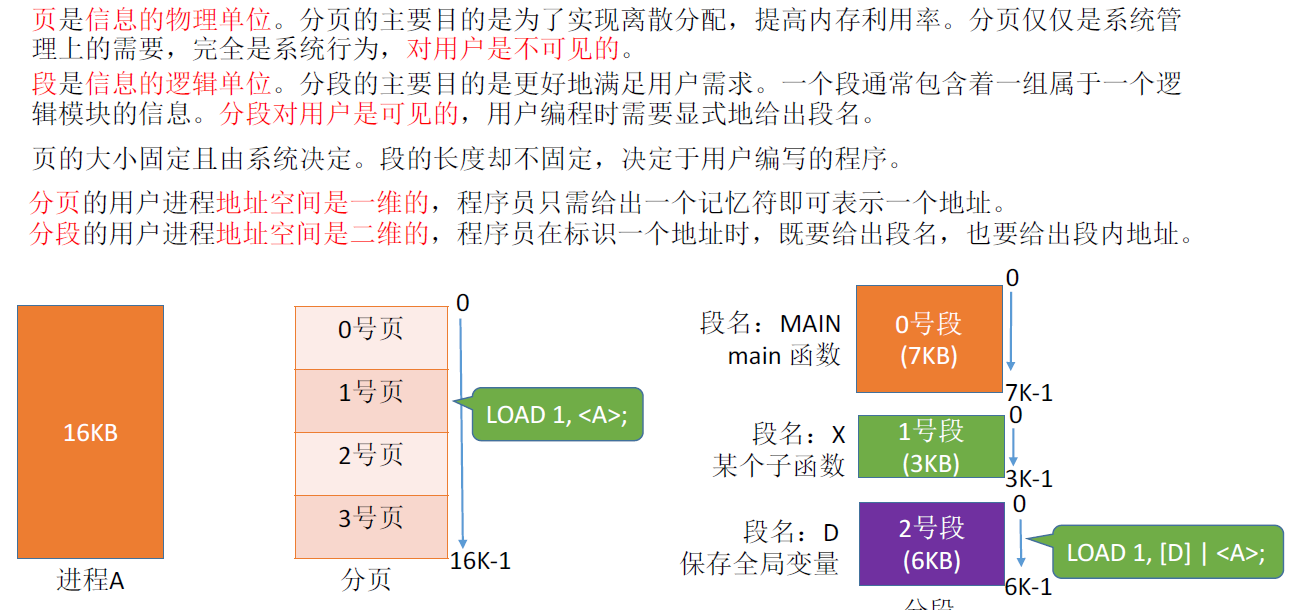 页是信息的物理单位。分页的主要目的是为了实现离散分配，提高内存利用率。分页仅仅是系统管
理上的需要，完全是系统行为，对用户是不可见的。
段是信息的逻辑单位。分段的主要目的是更好地满足用户需求。一个段通常包含着一组属于一个逻
辑模块的信息。分段对用户是可见的，用户编程时需要显式地给出段名。
页的大小固定且由系统决定。段的长度却不固定，决定于用户编写的程序。
分页的用户进程地址空间是一维的，程序员只需给出一个记忆符即可表示一个地址。
分段的用户进程地址空间是二维的，程序员在标识一个地址时，既要给出段名，也要给出段内地址。
16KB
进程A
0
0号页
1号页
2号页
3号页
16K-1
LOAD 1, <A>;
分页
段名：MAIN
main 函数
0号段
(7KB)
0
7K-1
段名：X
某个子函数
1号段
(3KB)
0
3K-1
段名：D
保存全局变量
2号段
(6KB)
0
6K-1
LOAD 1, [D] | <A>;
分段